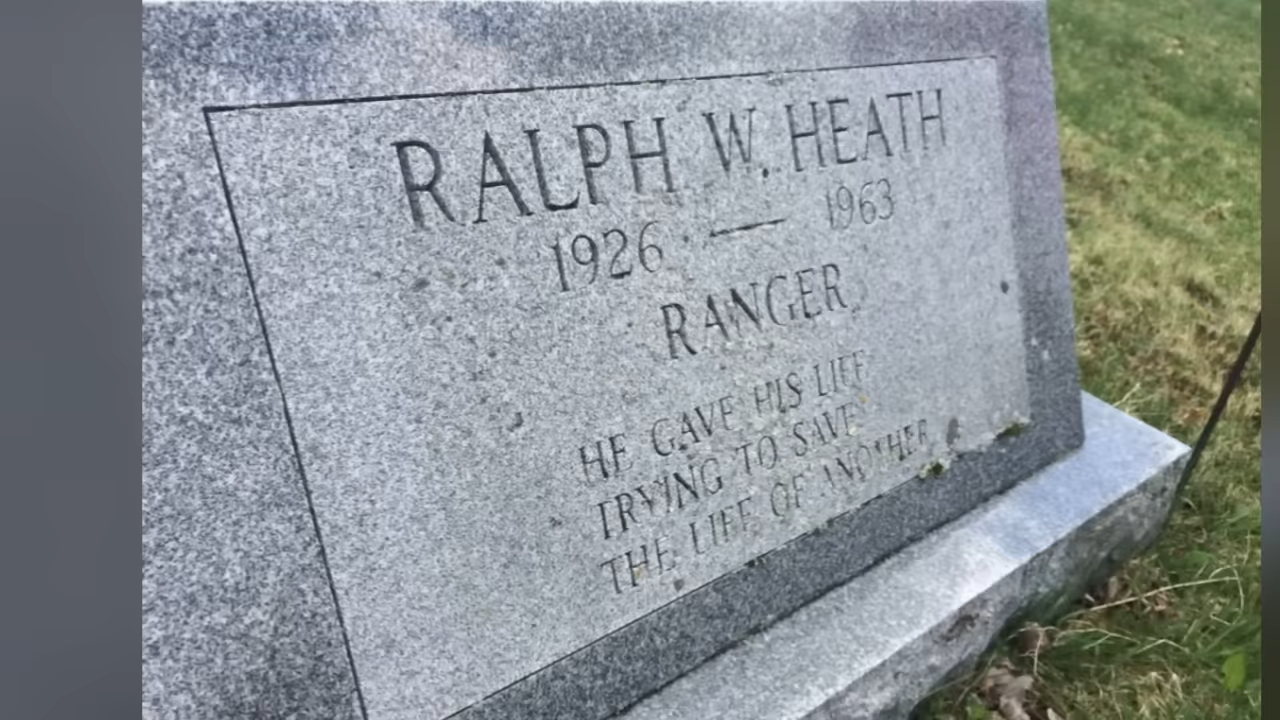 RALPH W. HEATH
1926 — 1963
RANGER
HE GAVE HIS LIFE
TRYING TO SAVE
THE LIFE OF ANOTHER